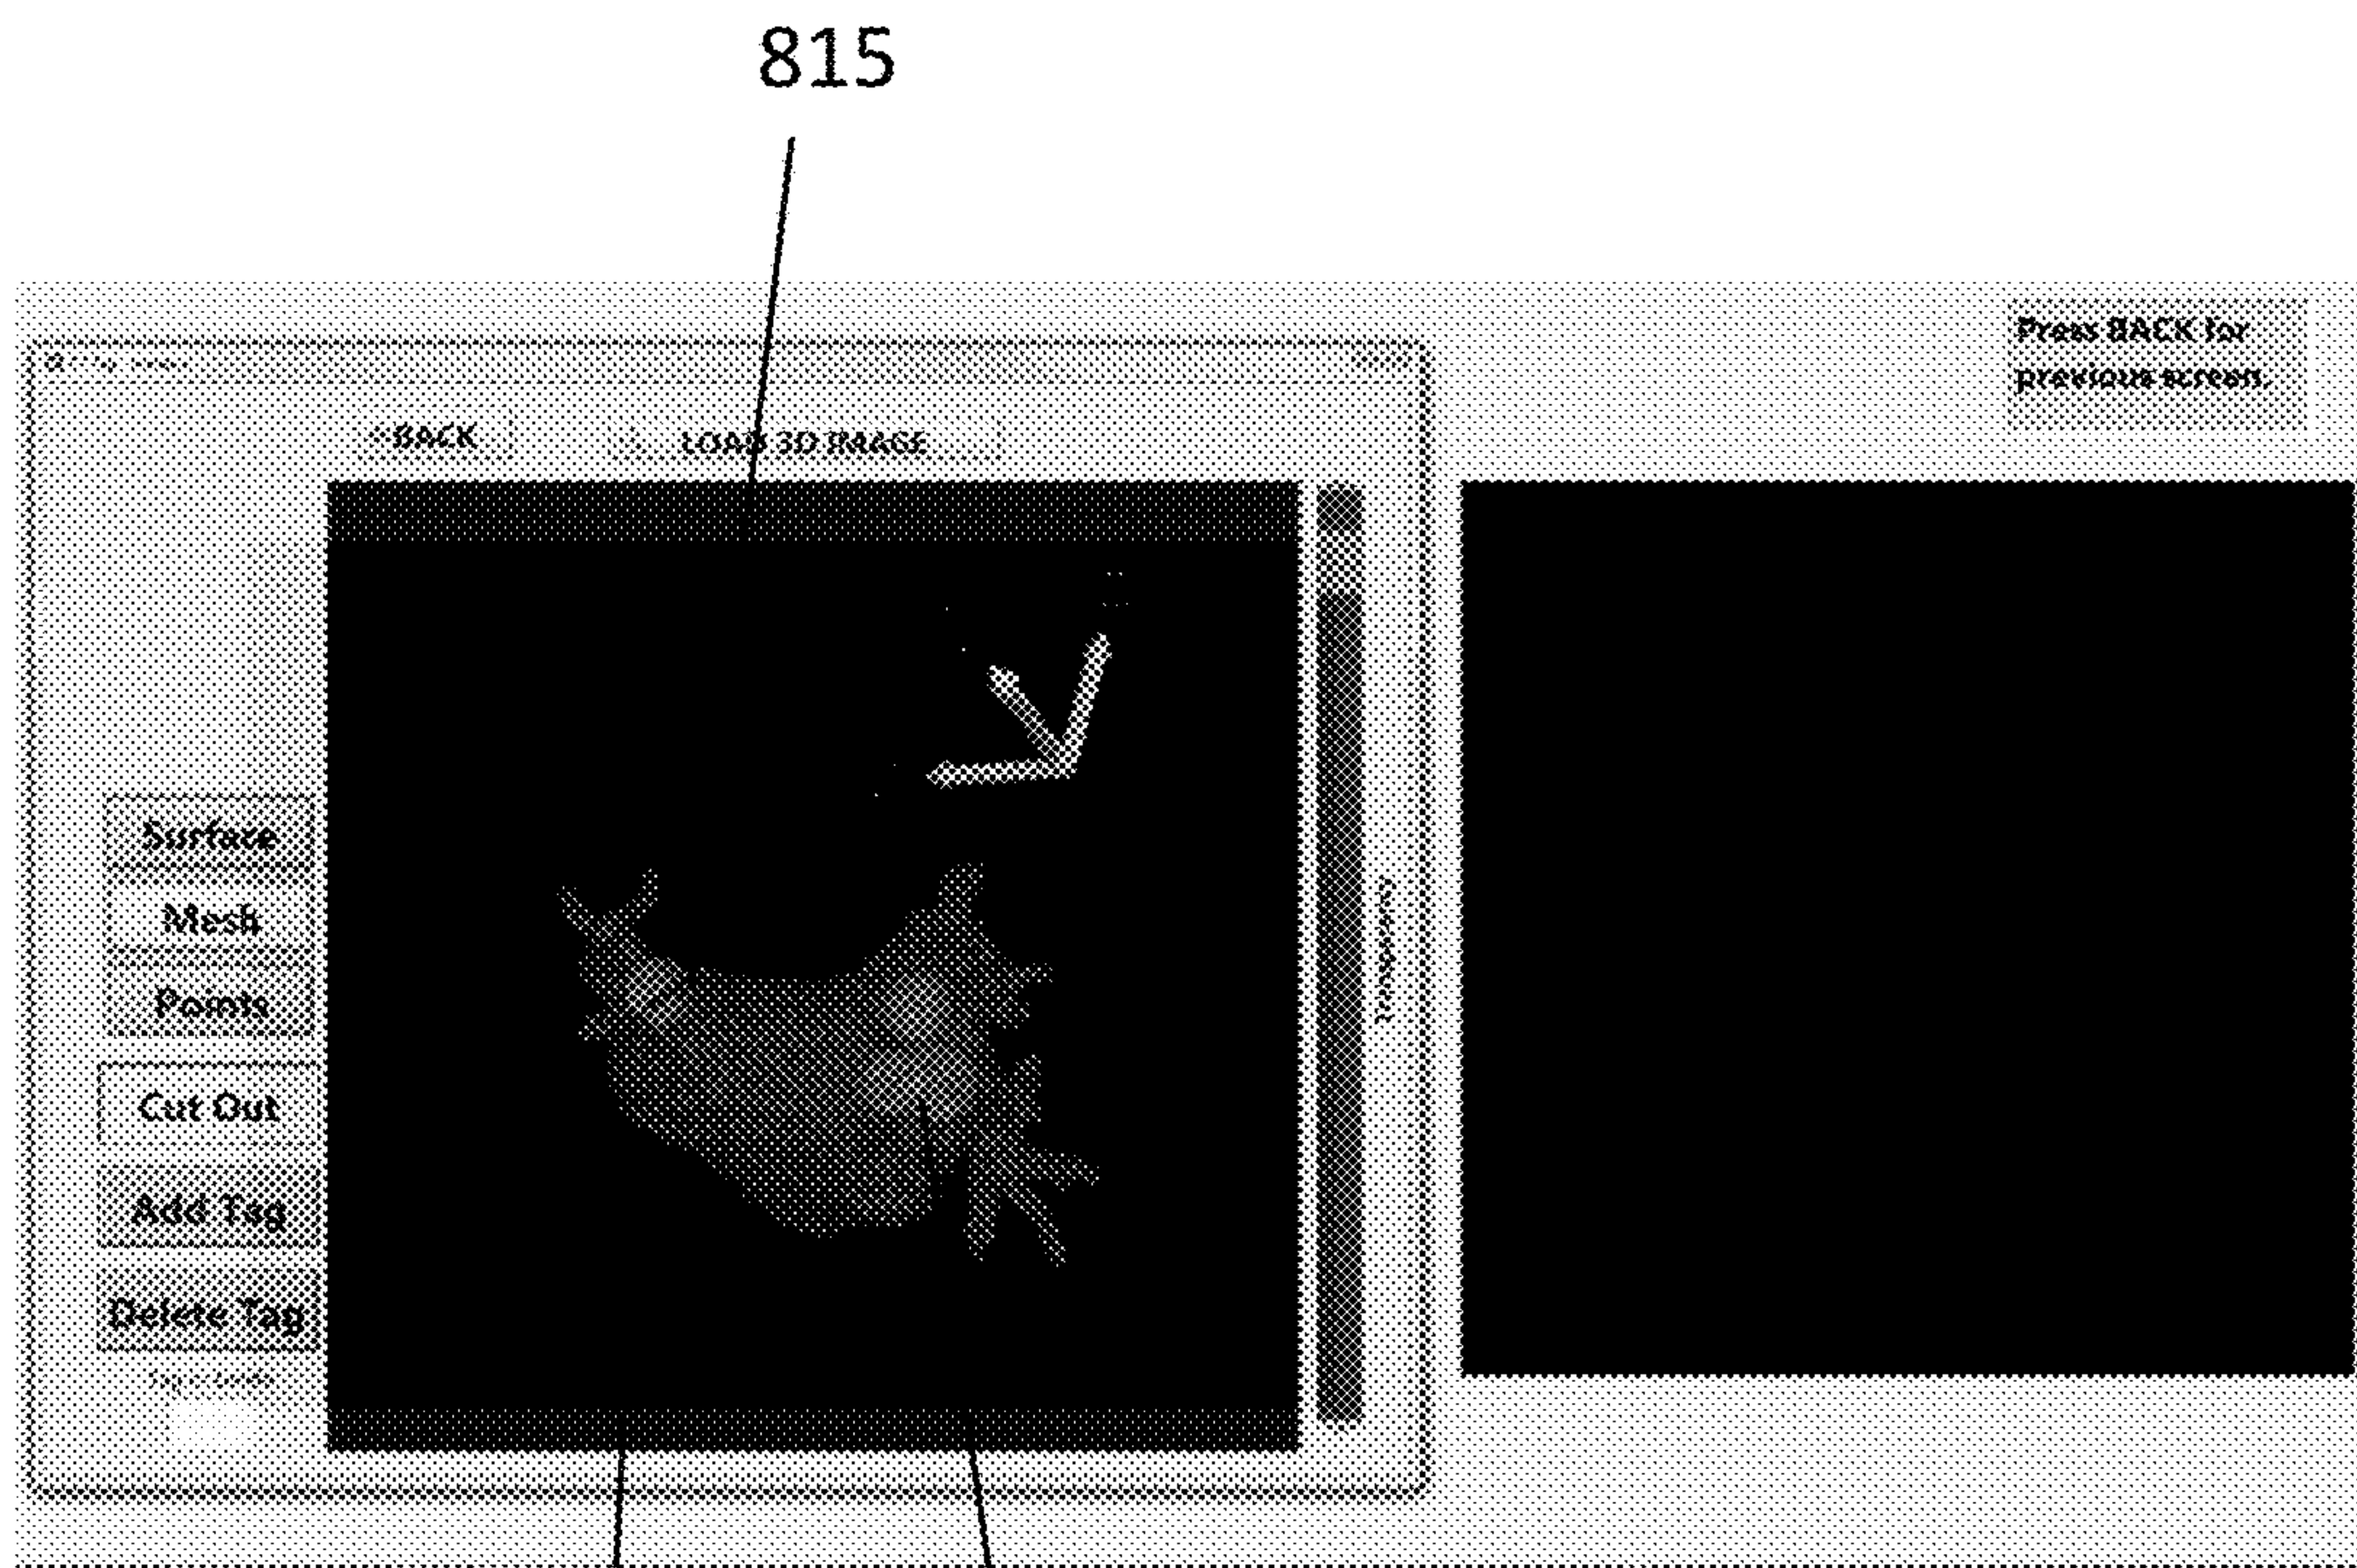 815
Press BACK for
previous screen.
BACK
LOAD 3D IMAGE
Surface
Mesh
Points
Cut Out
Add Tag
Delete Tag